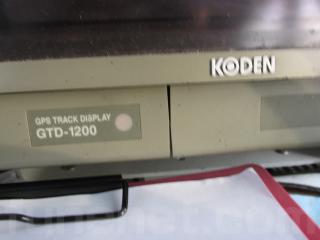 KODEN
GPS TRACK DISPLAY
GTD-1200